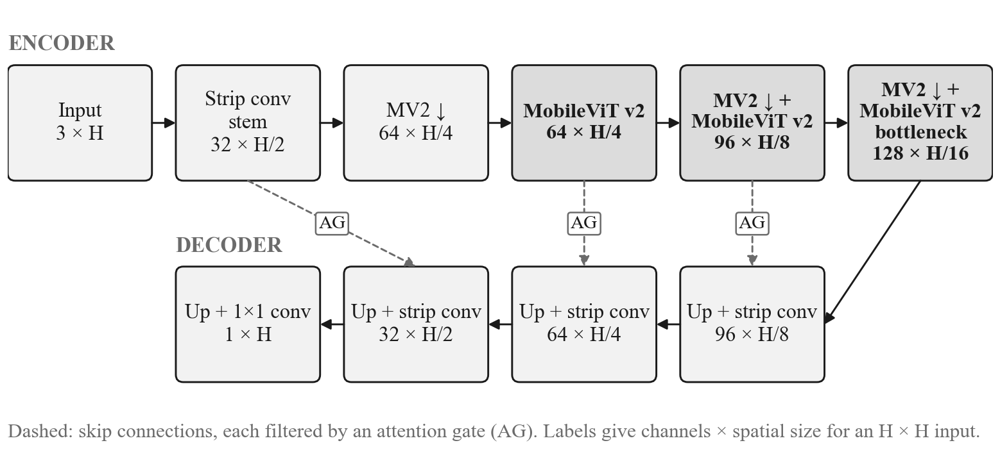 ENCODER
Input
3 × H
Strip conv
stem
32 × H/2
MV2 ↓
64 × H/4
MobileViT v2
64 × H/4
MV2 ↓ +
MobileViT v2
96 × H/8
MV2 ↓ +
MobileViT v2
bottleneck
128 × H/16
AG
AG
AG
DECODER
Up + 1×1 conv
1 × H
Up + strip conv
32 × H/2
Up + strip conv
64 × H/4
Up + strip conv
96 × H/8
Dashed: skip connections, each filtered by an attention gate (AG). Labels give channels × spatial size for an H × H input.